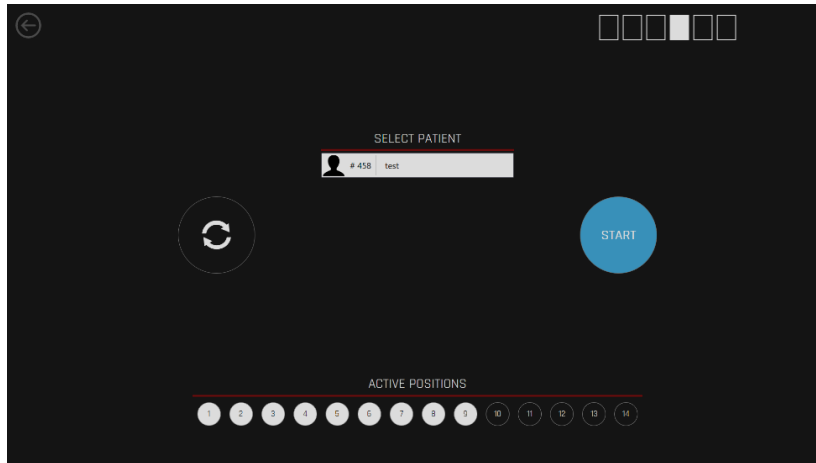 SELECT PATIENT
# 458 test
START
ACTIVE POSITIONS
1 2 3 4 5 6 7 8 9 10 11 12 13 14